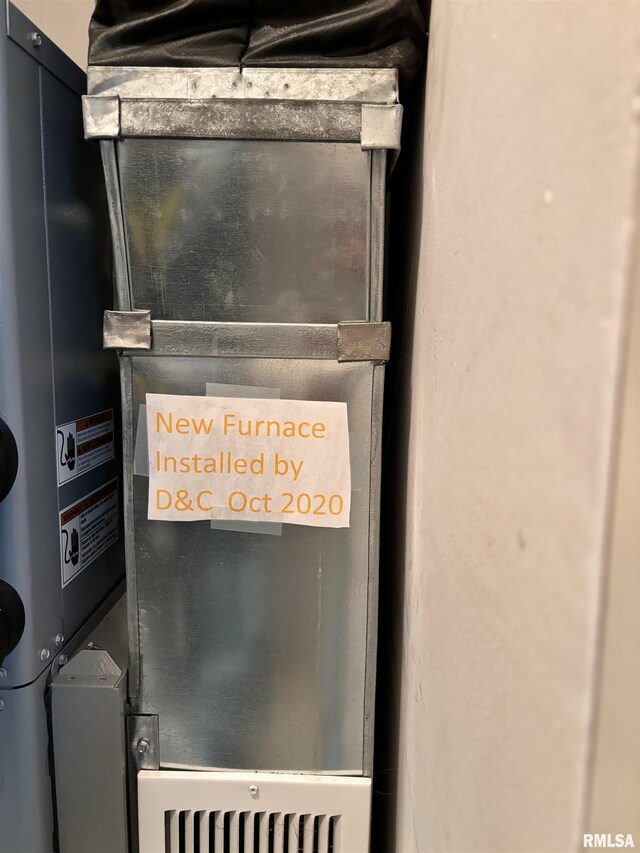 New Furnace
Installed by
D&C Oct 2020
RMLSA